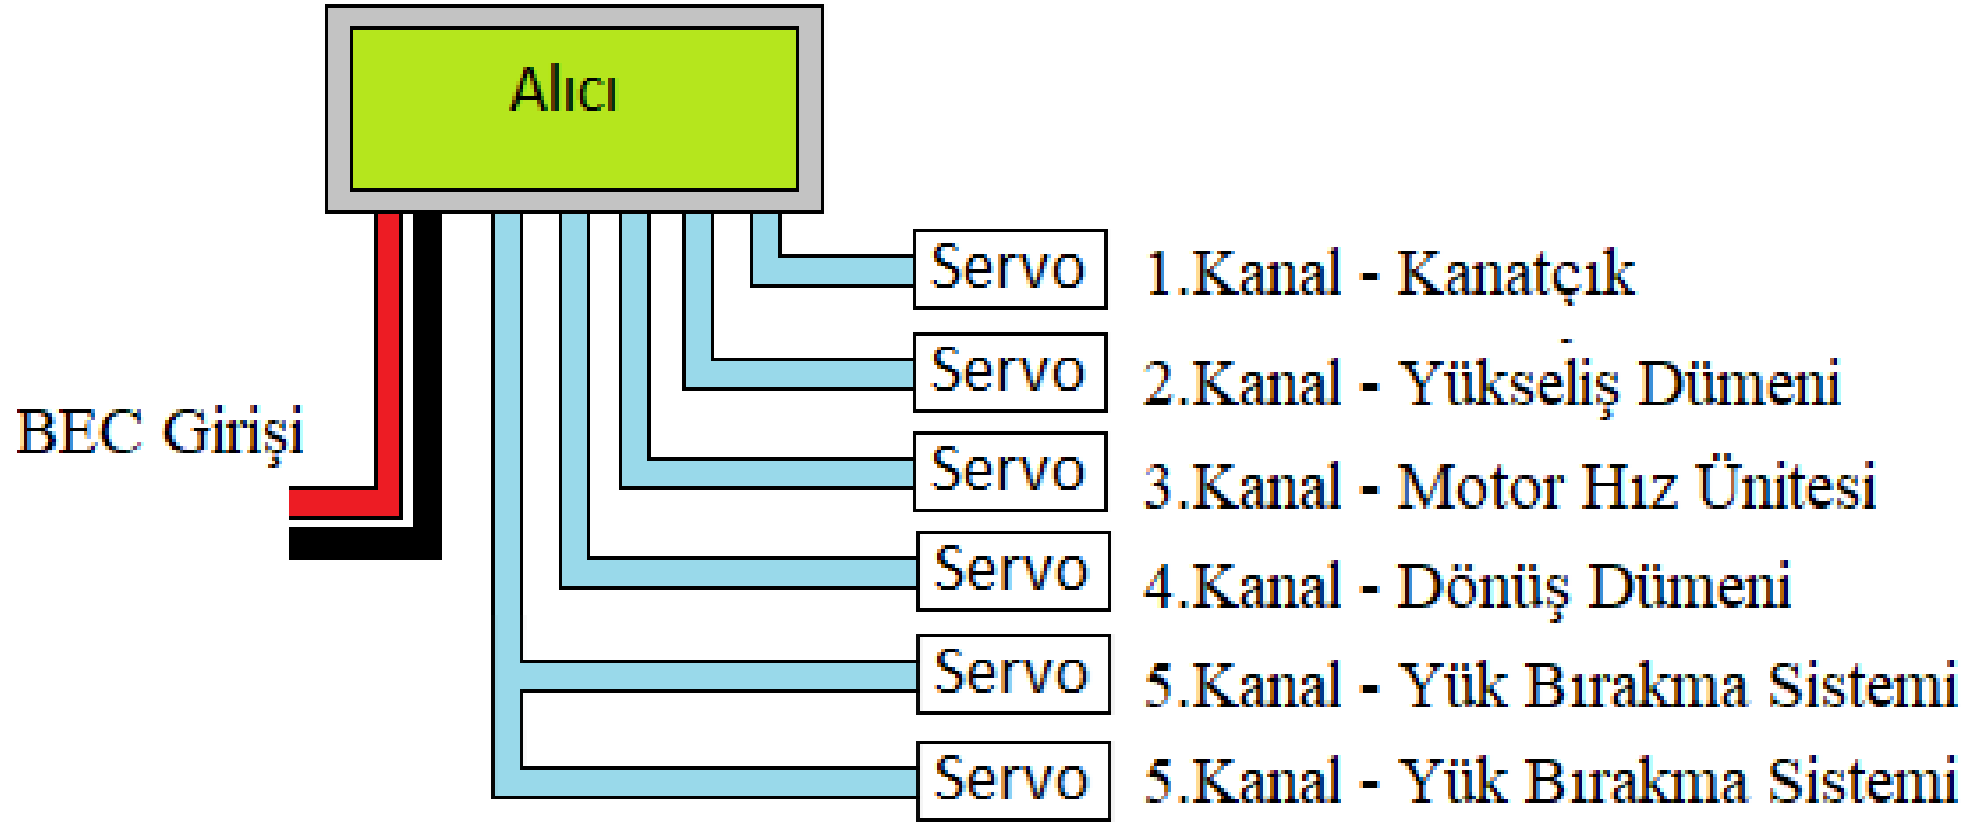 Alıcı
BEC Girişi
Servo 1.Kanal - Kanatçık
Servo 2.Kanal - Yükseliş Dümeni
Servo 3.Kanal - Motor Hız Ünitesi
Servo 4.Kanal - Dönüş Dümeni
Servo 5.Kanal - Yük Bırakma Sistemi
Servo 5.Kanal - Yük Bırakma Sistemi